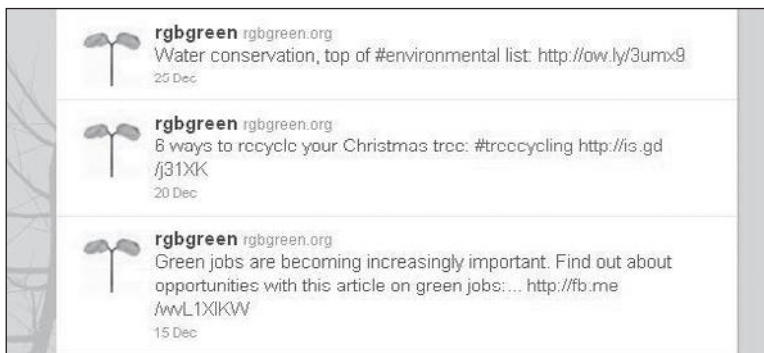 rgbgreen rgbgreen.org
Water conservation, top of #environmental list: http://ow.ly/3umx9
25 Dec
rgbgreen rgbgreen.org
6 ways to recycle your Christmas tree: #treecycling http://is.gd
/j31XK
20 Dec
rgbgreen rgbgreen.org
Green jobs are becoming increasingly important. Find out about
opportunities with this article on green jobs:... http://fb.me
/wvL1XlKW
15 Dec